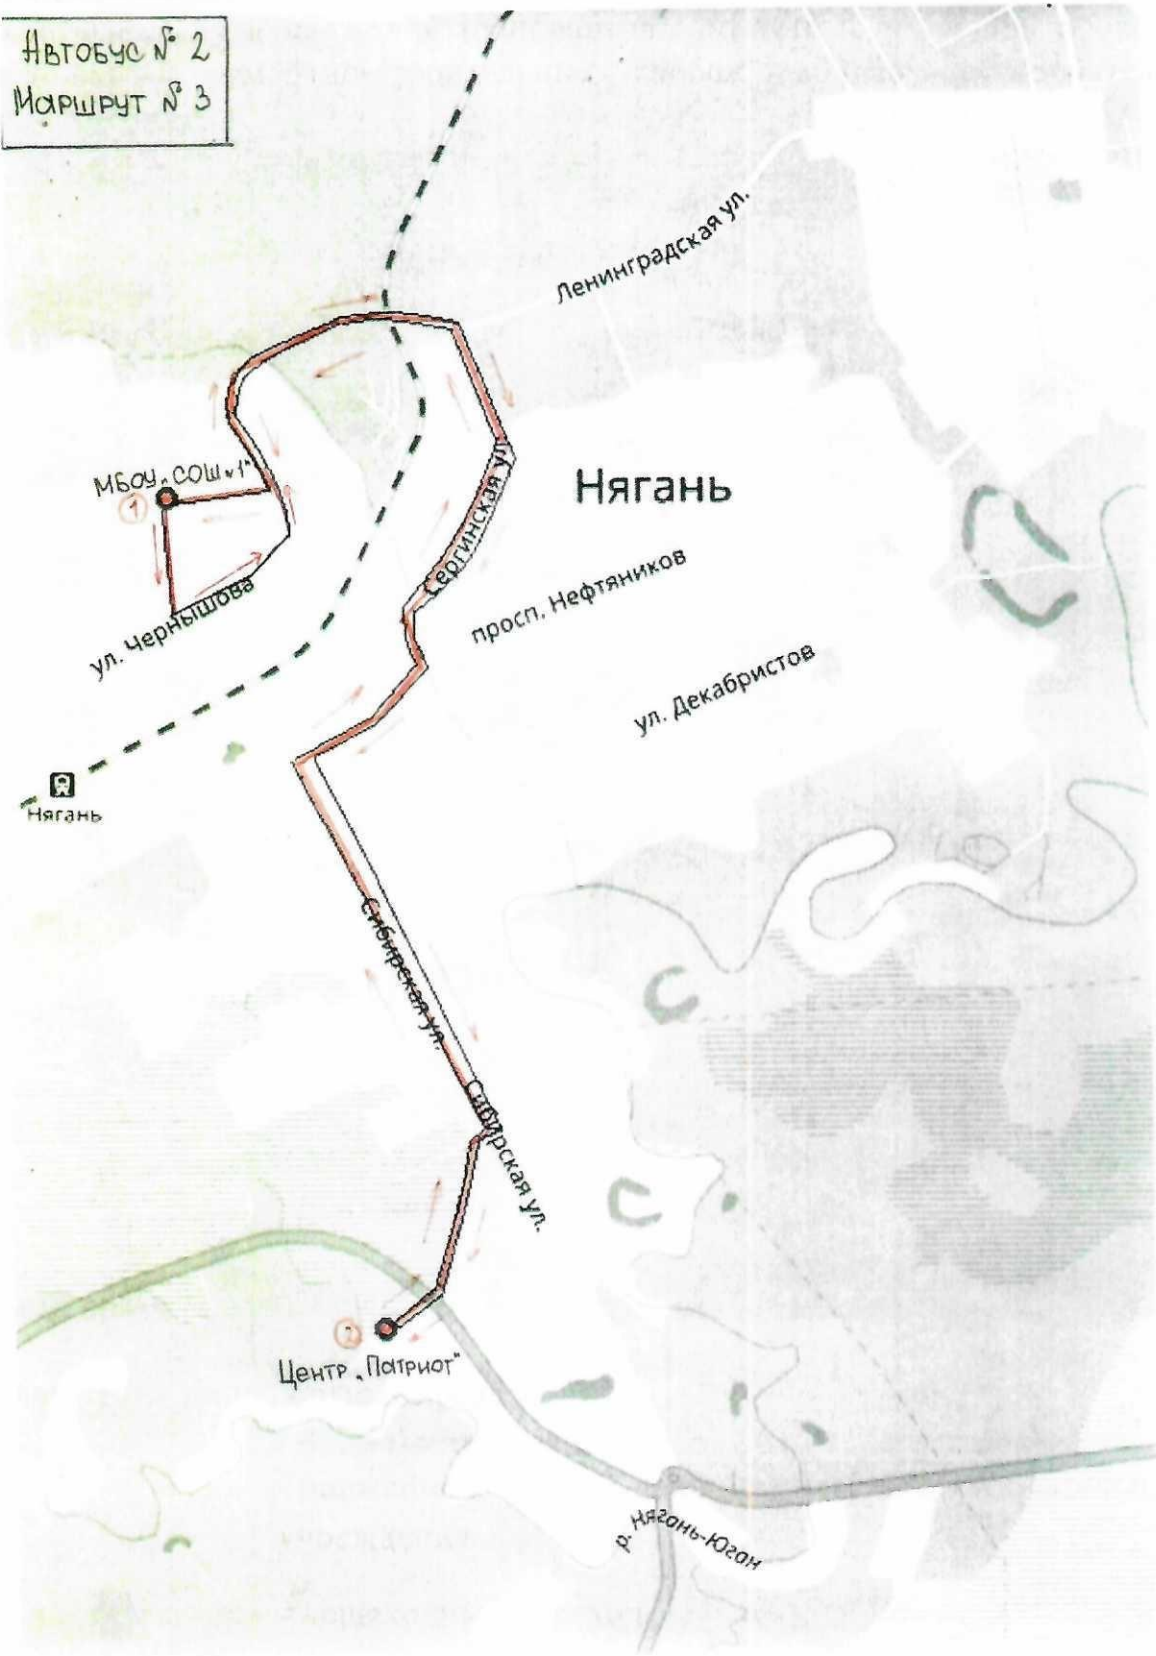 Автобус № 2
Маршрут № 3
Ленинградская ул.
МБОУ „СОШ №1"
1
Сергинская ул.
Нягань
просп. Нефтяников
ул. Чернышова
ул. Декабристов
Нягань
Сибирская ул.
Сибирская ул.
2
Центр „Патриот"
р. Нягань-Юган